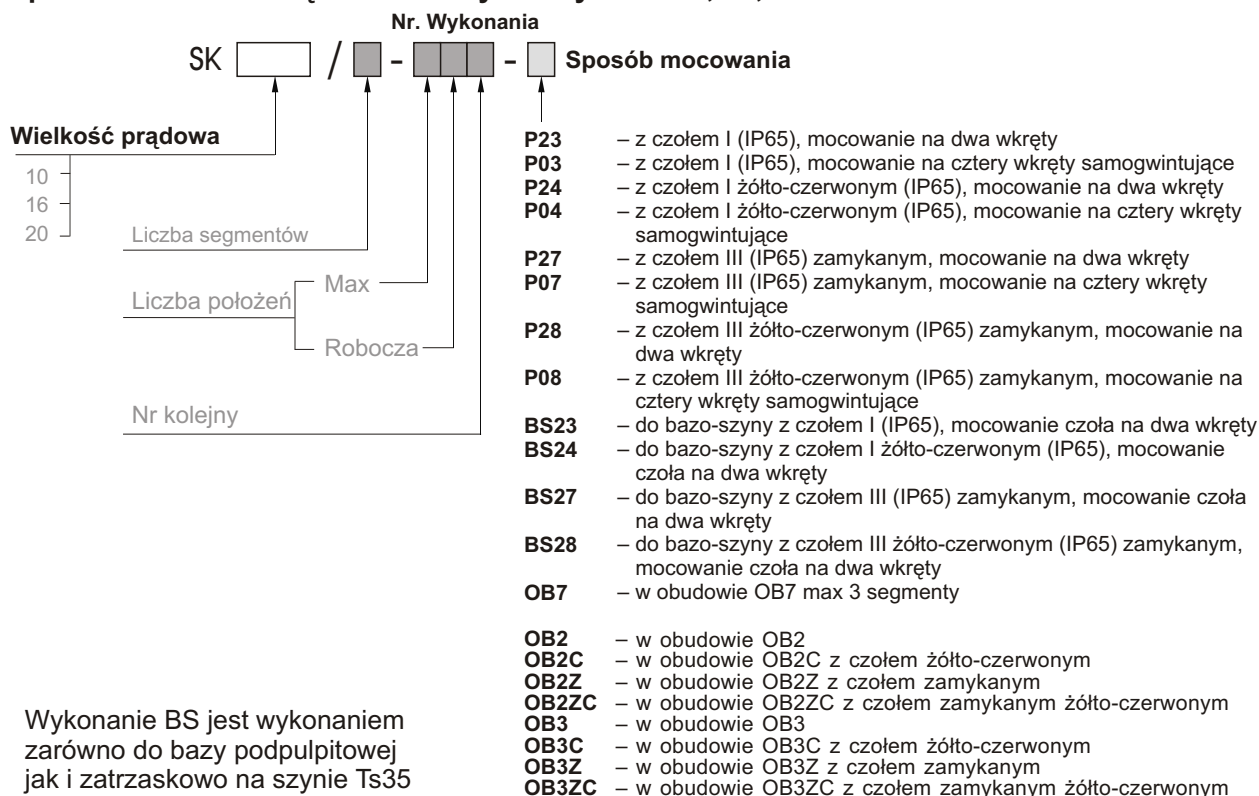 Nr. Wykonania
SK / - - Sposób mocowania
Wielkość prądowa
10
16
20
Liczba segmentów
Liczba położeń
Max
Robocza
Nr kolejny
P23 – z czołem I (IP65), mocowanie na dwa wkręty
P03 – z czołem I (IP65), mocowanie na cztery wkręty samogwintujące
P24 – z czołem I żółto-czerwonym (IP65), mocowanie na dwa wkręty
P04 – z czołem I żółto-czerwonym (IP65), mocowanie na cztery wkręty
samogwintujące
P27 – z czołem III (IP65) zamykanym, mocowanie na dwa wkręty
P07 – z czołem III (IP65) zamykanym, mocowanie na cztery wkręty
samogwintujące
P28 – z czołem III żółto-czerwonym (IP65) zamykanym, mocowanie na
dwa wkręty
P08 – z czołem III żółto-czerwonym (IP65) zamykanym, mocowanie na
cztery wkręty samogwintujące
BS23 – do bazo-szyny z czołem I (IP65), mocowanie czoła na dwa wkręty
BS24 – do bazo-szyny z czołem I żółto-czerwonym (IP65), mocowanie
czoła na dwa wkręty
BS27 – do bazo-szyny z czołem III (IP65) zamykanym, mocowanie czoła
na dwa wkręty
BS28 – do bazo-szyny z czołem III żółto-czerwonym (IP65) zamykanym,
mocowanie czoła na dwa wkręty
OB7 – w obudowie OB7 max 3 segmenty
OB2 – w obudowie OB2
OB2C – w obudowie OB2C z czołem żółto-czerwonym
OB2Z – w obudowie OB2Z z czołem zamykanym
OB2ZC – w obudowie OB2ZC z czołem zamykanym żółto-czerwonym
OB3 – w obudowie OB3
OB3C – w obudowie OB3C z czołem żółto-czerwonym
OB3Z – w obudowie OB3Z z czołem zamykanym
OB3ZC – w obudowie OB3ZC z czołem zamykanym żółto-czerwonym
Wykonanie BS jest wykonaniem
zarówno do bazy podpulpitowej
jak i zatrzaskowo na szynie Ts35